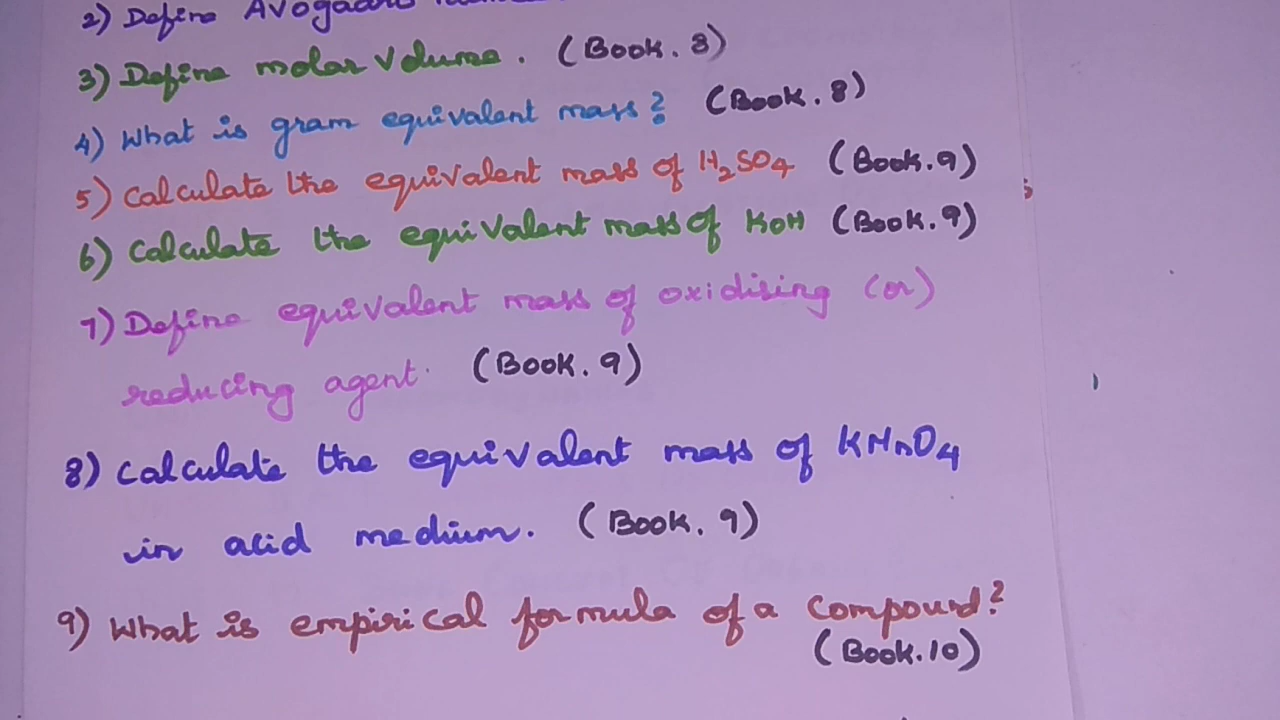 2) Define Avogadro
3) Define molar volume. (Book. 8)
4) What is gram equivalent mass? (Book. 8)
5) Calculate the equivalent mass of H₂SO4 (Book.9)
6) Calculate the equivalent mass of KOH (Book.9)
7) Define equivalent mass of oxidising (or)
reducing agent. (Book. 9)
8) Calculate the equivalent mass of KMnO4
in acid medium. (Book. 9)
9) What is empirical formula of a compound?
(Book.10)